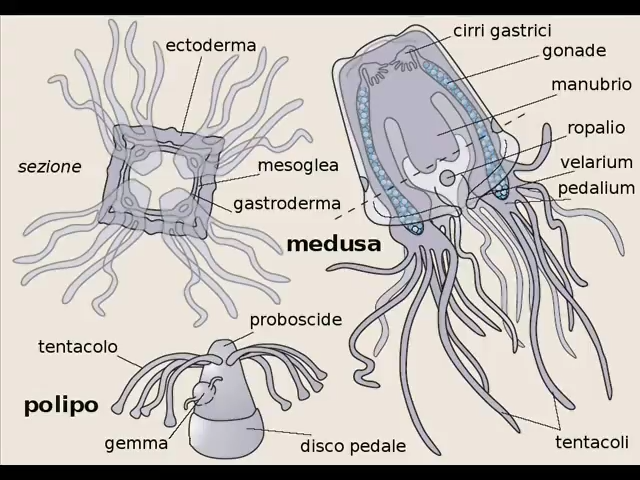 ectoderma
sezione
mesoglea
gastroderma
cirri gastrici
gonade
manubrio
ropalio
velarium
pedalium
medusa
tentacoli
proboscide
tentacolo
polipo
gemma
disco pedale